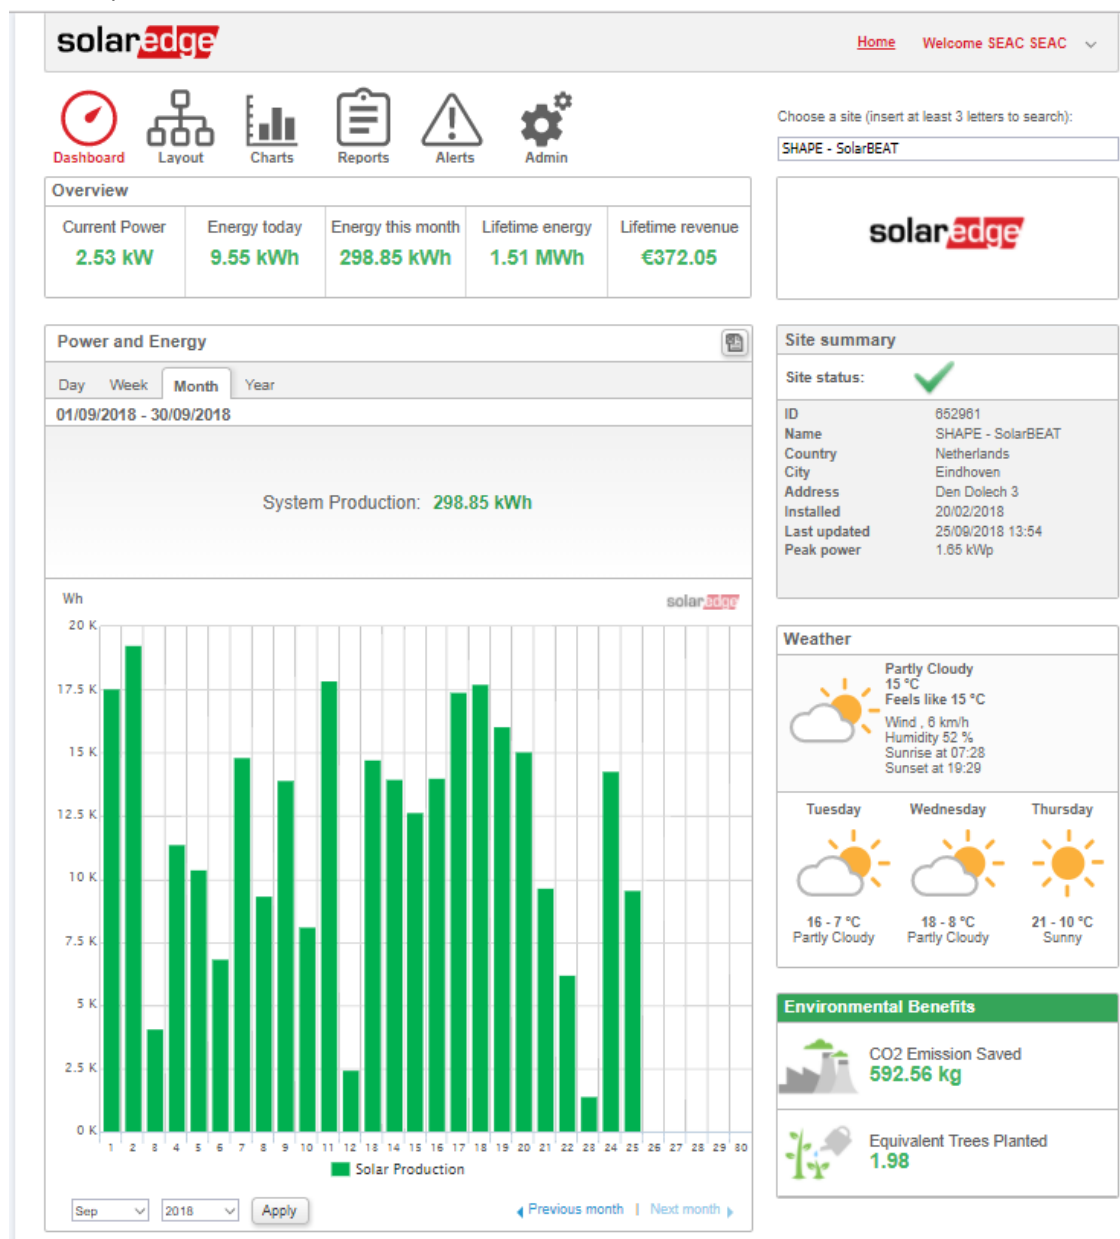 solaredge
Home Welcome SEAC SEAC
Dashboard Layout Charts Reports Alerts Admin
Choose a site (insert at least 3 letters to search):
SHAPE - SolarBEAT
Overview
Current Power Energy today Energy this month Lifetime energy Lifetime revenue
2.53 kW 9.55 kWh 298.85 kWh 1.51 MWh €372.05
solaredge
Power and Energy
Day Week Month Year
01/09/2018 - 30/09/2018
System Production: 298.85 kWh
Wh
solaredge
20 K
17.5 K
15 K
12.5 K
10 K
7.5 K
5 K
2.5 K
0 K
1 2 3 4 5 6 7 8 9 10 11 12 13 14 15 16 17 18 19 20 21 22 23 24 25 26 27 28 29 30
Solar Production
Sep 2018 Apply
Previous month | Next month
Site summary
Site status:
ID 652961
Name SHAPE - SolarBEAT
Country Netherlands
City Eindhoven
Address Den Dolech 3
Installed 20/02/2018
Last updated 25/09/2018 13:54
Peak power 1.65 kWp
Weather
Partly Cloudy
15 °C
Feels like 15 °C
Wind , 6 km/h
Humidity 52 %
Sunrise at 07:28
Sunset at 19:29
Tuesday Wednesday Thursday
16 - 7 °C 18 - 8 °C 21 - 10 °C
Partly Cloudy Partly Cloudy Sunny
Environmental Benefits
CO2 Emission Saved
592.56 kg
Equivalent Trees Planted
1.98